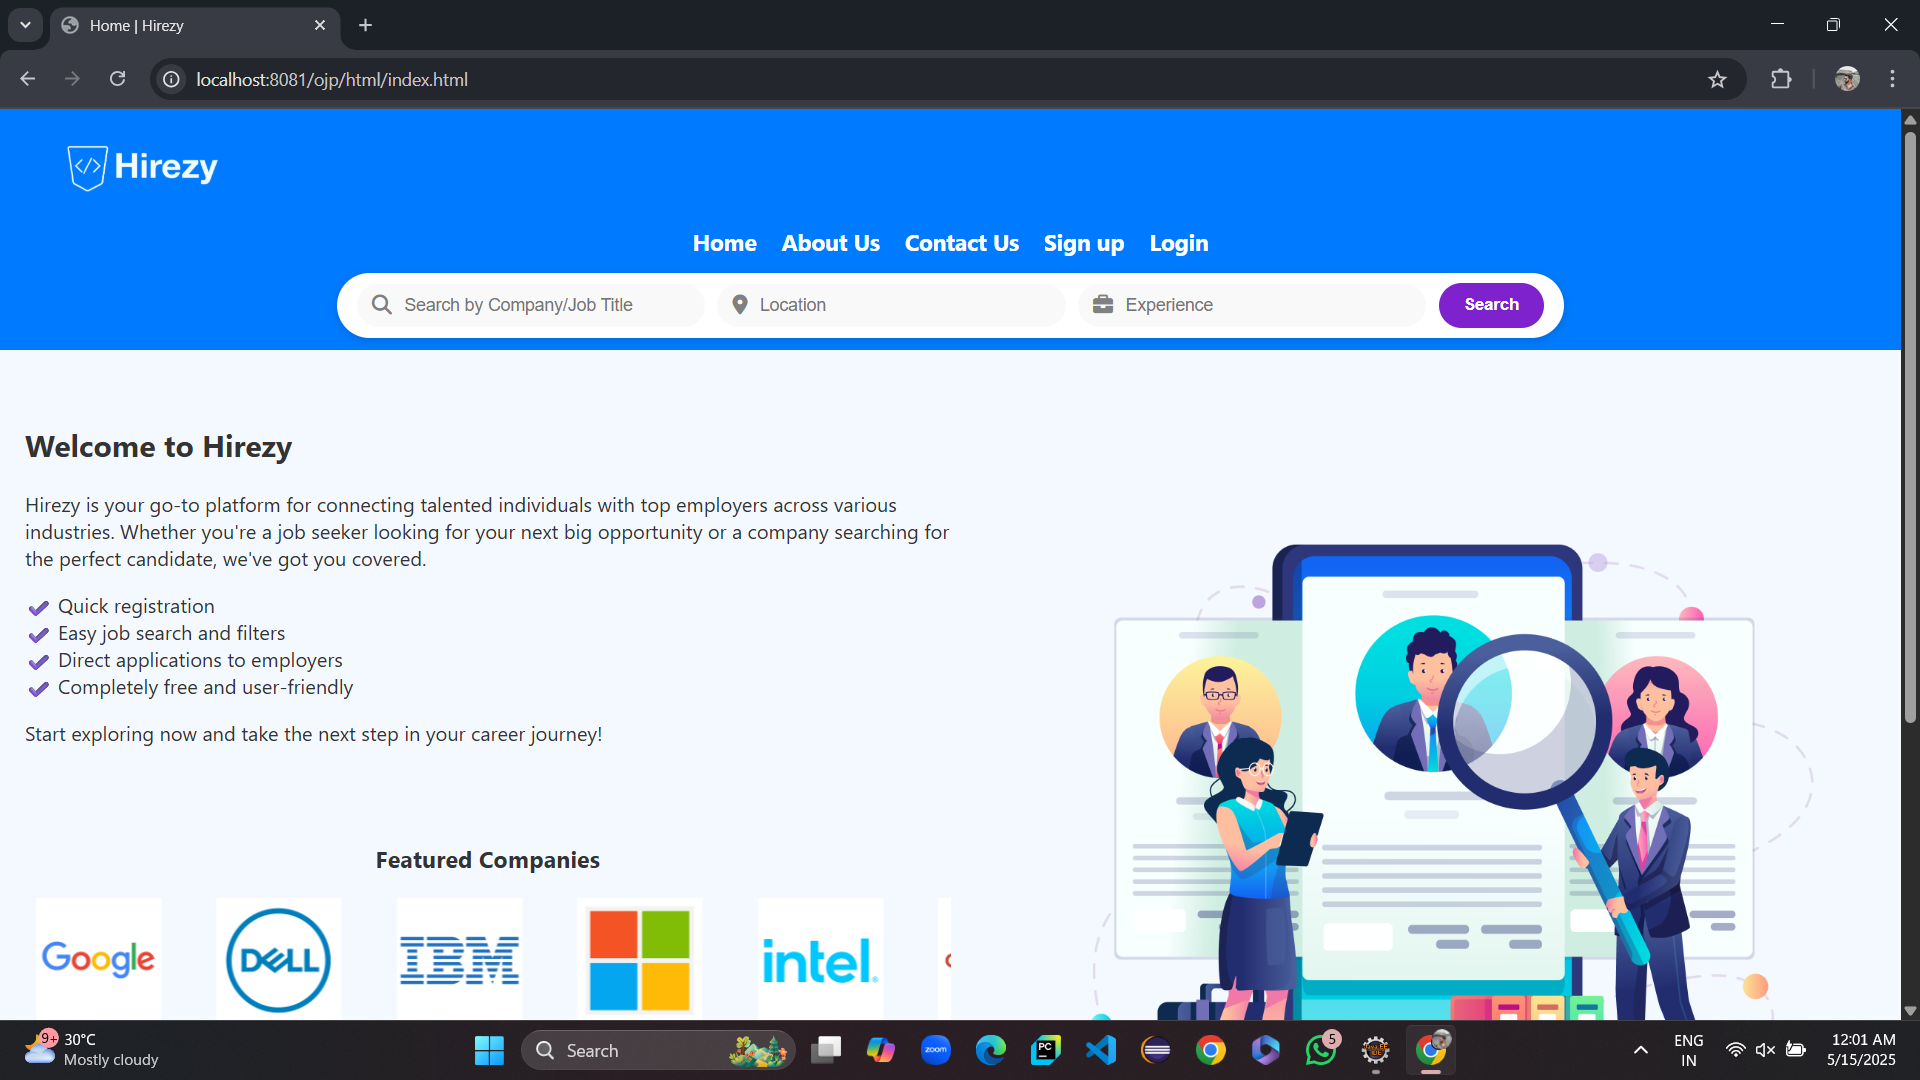 Home | Hirezy
localhost:8081/ojp/html/index.html
Hirezy
Home About Us Contact Us Sign up Login
Search by Company/Job Title Location Experience Search
Welcome to Hirezy
Hirezy is your go-to platform for connecting talented individuals with top employers across various
industries. Whether you're a job seeker looking for your next big opportunity or a company searching for
the perfect candidate, we've got you covered.
Quick registration
Easy job search and filters
Direct applications to employers
Completely free and user-friendly
Start exploring now and take the next step in your career journey!
Featured Companies
Google DELL IBM intel.
9+ 30°C
Mostly cloudy
Search
zoom
PC
5
ENG
IN
12:01 AM
5/15/2025